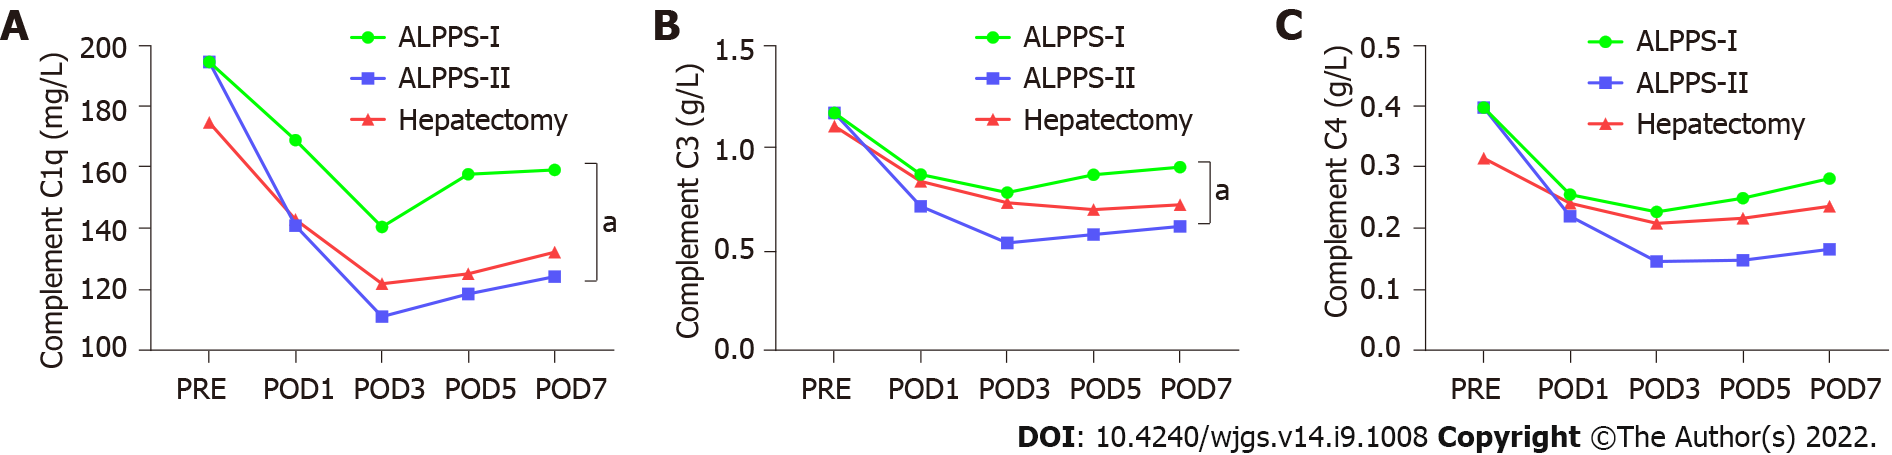 A
Complement C1q (mg/L)
200
180
160
140
120
100
PRE POD1 POD3 POD5 POD7
ALPPS-I
ALPPS-II
Hepatectomy
a
B
Complement C3 (g/L)
1.5
1.0
0.5
0.0
PRE POD1 POD3 POD5 POD7
ALPPS-I
ALPPS-II
Hepatectomy
a
C
Complement C4 (g/L)
0.5
0.4
0.3
0.2
0.1
0.0
PRE POD1 POD3 POD5 POD7
ALPPS-I
ALPPS-II
Hepatectomy
DOI: 10.4240/wjgs.v14.i9.1008 Copyright ©The Author(s) 2022.